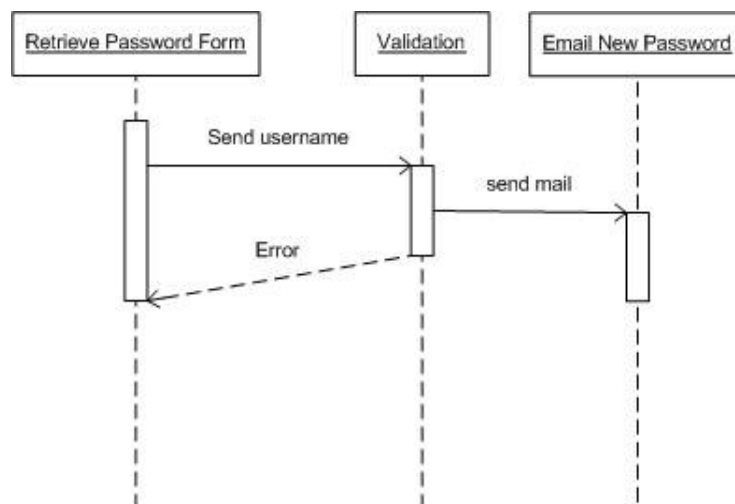 Retrieve Password Form
Validation
Email New Password
Send username
send mail
Error